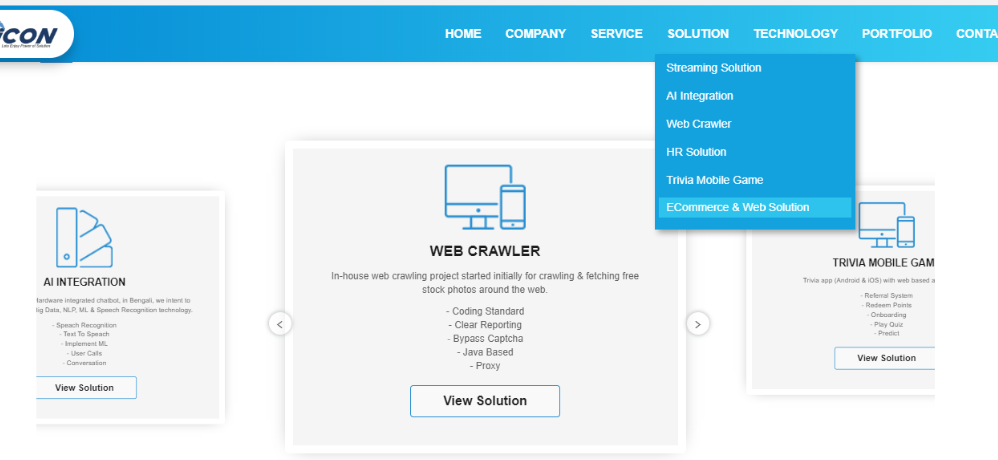 iCON
HOME COMPANY SERVICE SOLUTION TECHNOLOGY PORTFOLIO CONTA
Streaming Solution
AI Integration
Web Crawler
HR Solution
Trivia Mobile Game
ECommerce & Web Solution
AI INTEGRATION
Hardware integrated chatbot, in Bengali, we intent to
Big Data, NLP, ML & Speech Recognition technology.
- Speech Recognition
- Text To Speech
- Implement ML
- User Calls
- Conversation
View Solution
WEB CRAWLER
In-house web crawling project started initially for crawling & fetching free
stock photos around the web.
- Coding Standard
- Clear Reporting
- Bypass Captcha
- Java Based
- Proxy
View Solution
TRIVIA MOBILE GAM
Trivia app (Android & iOS) with web based a
- Referral System
- Redeem Points
- Onboarding
- Play Quiz
- Predict
View Solution